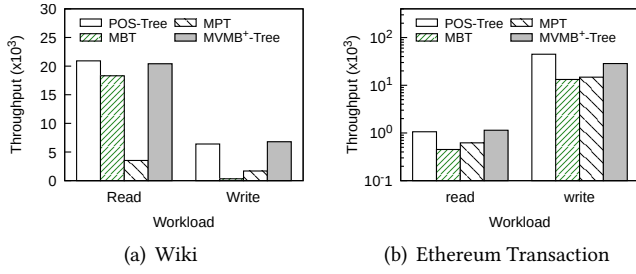 Throughput (x10³)
30
25
20
15
10
5
0
POS-Tree
MBT
MPT
MVMB⁺-Tree
Read
Write
Workload
(a) Wiki
Throughput (x10³)
10²
10¹
10⁰
10⁻¹
POS-Tree
MBT
MPT
MVMB⁺-Tree
read
write
Workload
(b) Ethereum Transaction